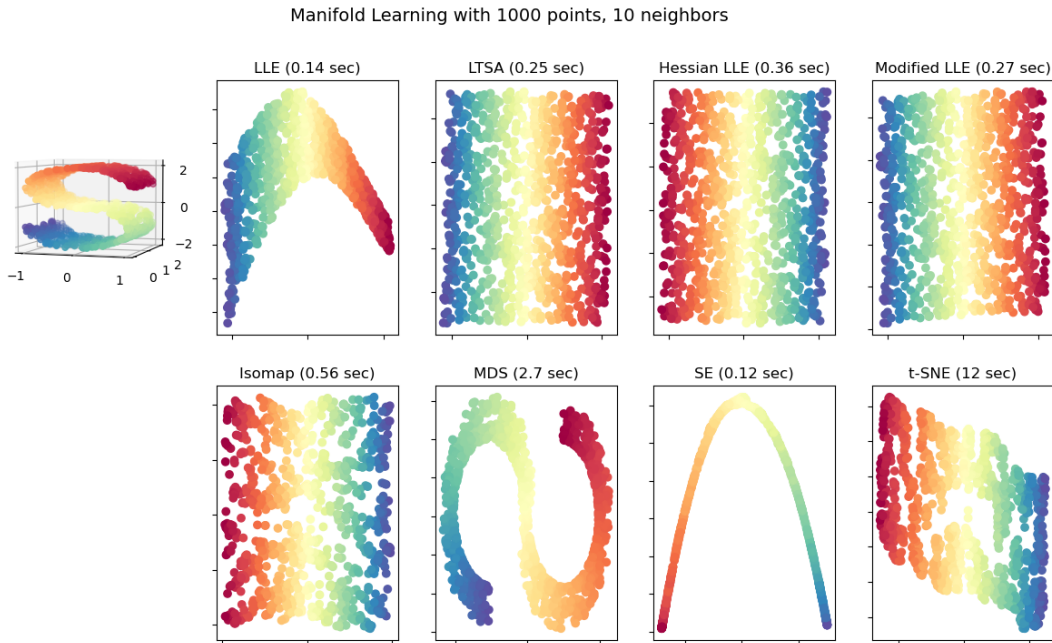 Manifold Learning with 1000 points, 10 neighbors
LLE (0.14 sec)
LTSA (0.25 sec)
Hessian LLE (0.36 sec)
Modified LLE (0.27 sec)
2
0
−2
−1
0
1
0
1
2
Isomap (0.56 sec)
MDS (2.7 sec)
SE (0.12 sec)
t-SNE (12 sec)